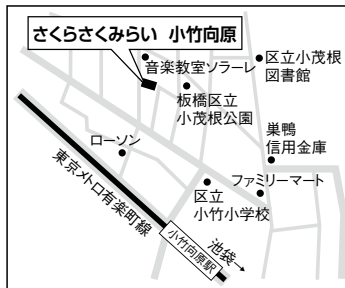 さくらさくみらい 小竹向原
音楽教室ソラーレ
区立小茂根
図書館
板橋区立
小茂根公園
ローソン
巣鴨
信用金庫
ファミリーマート
区立
小竹小学校
東京メトロ有楽町線
小竹向原駅
池袋